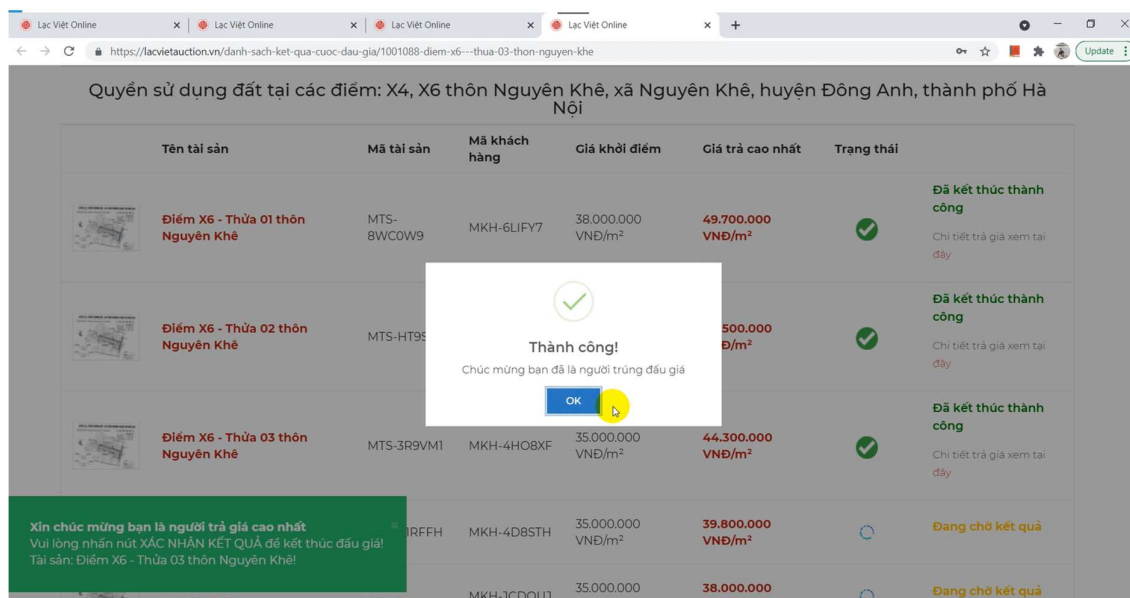 Lạc Việt Online
Lạc Việt Online
Lạc Việt Online
Lạc Việt Online
https://lacvietauction.vn/danh-sach-ket-qua-cuoc-dau-gia/1001088-diem-x6---thua-03-thon-nguyen-khe
Update
Quyền sử dụng đất tại các điểm: X4, X6 thôn Nguyên Khê, xã Nguyên Khê, huyện Đông Anh, thành phố Hà
Nội
Tên tài sản
Mã tài sản
Mã khách
hàng
Giá khởi điểm
Giá trả cao nhất
Trạng thái
Điểm X6 - Thửa 01 thôn
Nguyên Khê
MTS-
8WC0W9
MKH-6LIFY7
38.000.000
VNĐ/m²
49.700.000
VNĐ/m²
Đã kết thúc thành
công
Chi tiết trả giá xem tại
đây
Điểm X6 - Thửa 02 thôn
Nguyên Khê
MTS-HT9S
.500.000
VNĐ/m²
Đã kết thúc thành
công
Chi tiết trả giá xem tại
đây
Thành công!
Chúc mừng bạn đã là người trúng đấu giá
OK
Điểm X6 - Thửa 03 thôn
Nguyên Khê
MTS-3R9VM1
MKH-4HO8XF
35.000.000
VNĐ/m²
44.300.000
VNĐ/m²
Đã kết thúc thành
công
Chi tiết trả giá xem tại
đây
Xin chúc mừng bạn là người trả giá cao nhất
Vui lòng nhấn nút XÁC NHẬN KẾT QUẢ để kết thúc đấu giá!
Tài sản: Điểm X6 - Thửa 03 thôn Nguyên Khê!
1RFFH
MKH-4D8STH
35.000.000
VNĐ/m²
39.800.000
VNĐ/m²
Đang chờ kết quả
MKH-JCDOU1
35.000.000
38.000.000
Đang chờ kết quả